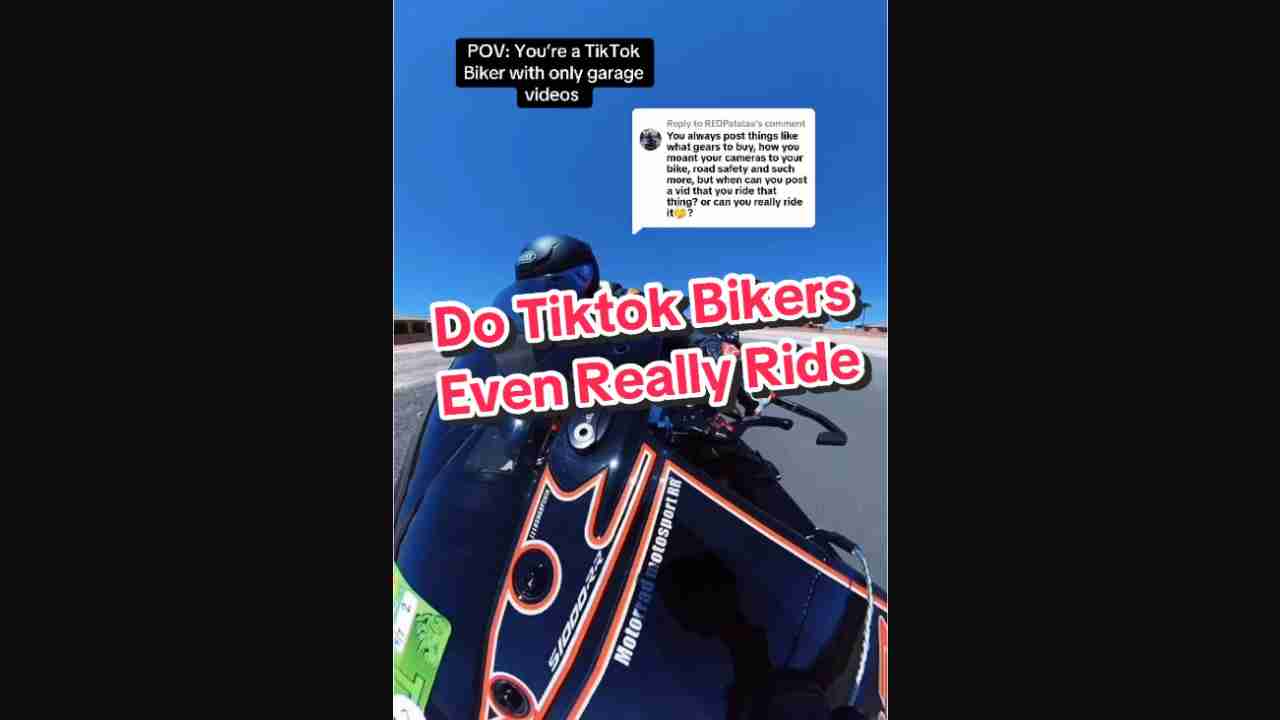 POV: You're a TikTok
Biker with only garage
videos
Reply to REDPatatas's comment
You always post things like
what gears to buy, how you
moant your cameras to your
bike, road safety and such
more, but when can you post
a vid that you ride that
thing? or can you really ride
it🫣?
Do Tiktok Bikers
Even Really Ride
S1000RR
Motorrad motosport RR